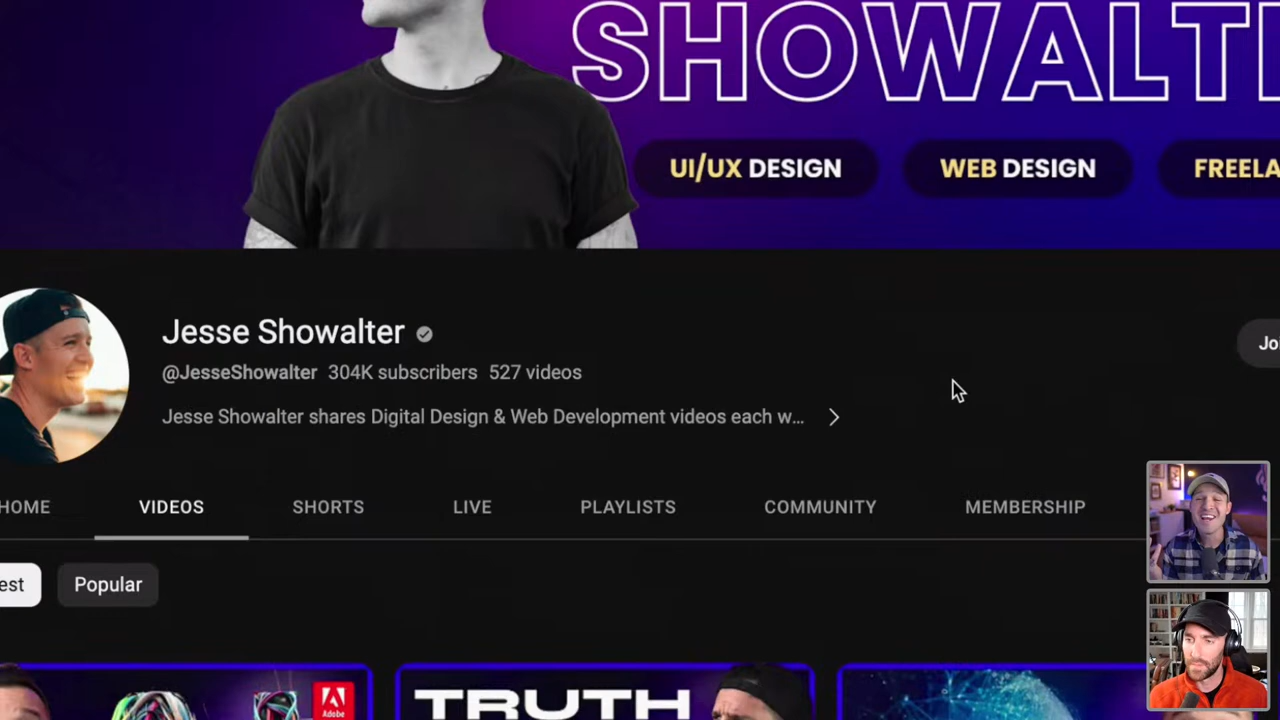 SHOWALT
UI/UX DESIGN
WEB DESIGN
FREELA
Jesse Showalter
@JesseShowalter 304K subscribers 527 videos
Jesse Showalter shares Digital Design & Web Development videos each w...
Jo
HOME
VIDEOS
SHORTS
LIVE
PLAYLISTS
COMMUNITY
MEMBERSHIP
est
Popular
Adobe
TRUTH